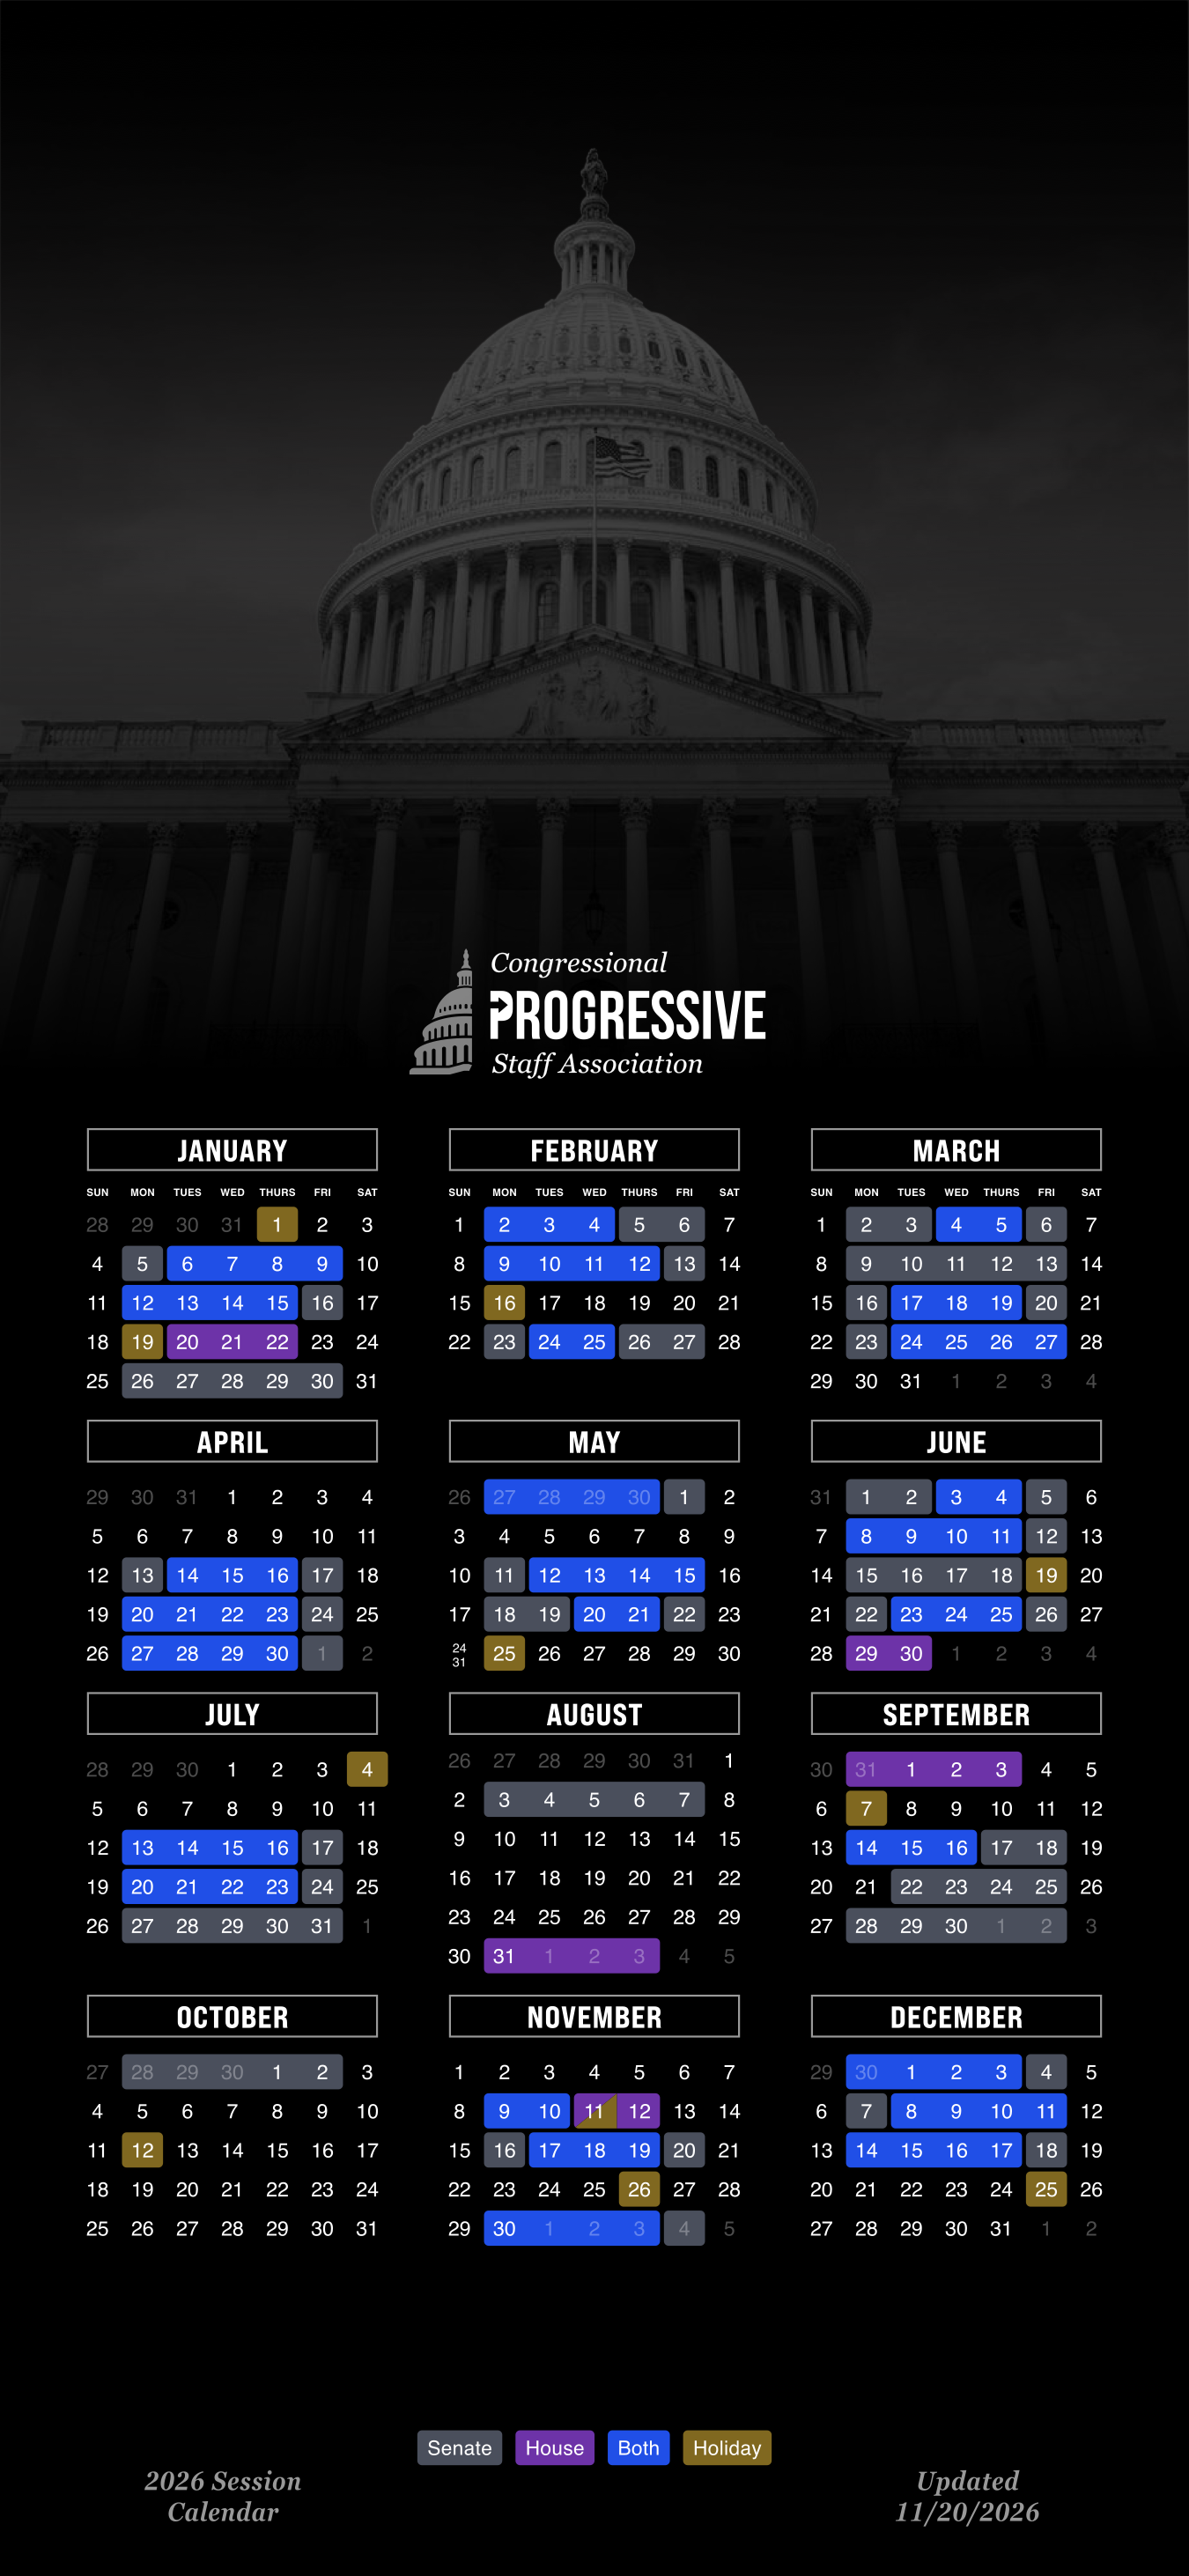 Congressional
PROGRESSIVE
Staff Association
JANUARY FEBRUARY MARCH
SUN MON TUES WED THURS FRI SAT SUN MON TUES WED THURS FRI SAT SUN MON TUES WED THURS FRI SAT
28 29 30 31 1 2 3 1 2 3 4 5 6 7 1 2 3 4 5 6 7
4 5 6 7 8 9 10 8 9 10 11 12 13 14 8 9 10 11 12 13 14
11 12 13 14 15 16 17 15 16 17 18 19 20 21 15 16 17 18 19 20 21
18 19 20 21 22 23 24 22 23 24 25 26 27 28 22 23 24 25 26 27 28
25 26 27 28 29 30 31 29 30 31 1 2 3 4
APRIL MAY JUNE
29 30 31 1 2 3 4 26 27 28 29 30 1 2 31 1 2 3 4 5 6
5 6 7 8 9 10 11 3 4 5 6 7 8 9 7 8 9 10 11 12 13
12 13 14 15 16 17 18 10 11 12 13 14 15 16 14 15 16 17 18 19 20
19 20 21 22 23 24 25 17 18 19 20 21 22 23 21 22 23 24 25 26 27
26 27 28 29 30 1 2 24 31 25 26 27 28 29 30 28 29 30 1 2 3 4
JULY AUGUST SEPTEMBER
28 29 30 1 2 3 4 26 27 28 29 30 31 1 30 31 1 2 3 4 5
5 6 7 8 9 10 11 2 3 4 5 6 7 8 6 7 8 9 10 11 12
12 13 14 15 16 17 18 9 10 11 12 13 14 15 13 14 15 16 17 18 19
19 20 21 22 23 24 25 16 17 18 19 20 21 22 20 21 22 23 24 25 26
26 27 28 29 30 31 1 23 24 25 26 27 28 29 27 28 29 30 1 2 3
30 31 1 2 3 4 5
OCTOBER NOVEMBER DECEMBER
27 28 29 30 1 2 3 1 2 3 4 5 6 7 29 30 1 2 3 4 5
4 5 6 7 8 9 10 8 9 10 11 12 13 14 6 7 8 9 10 11 12
11 12 13 14 15 16 17 15 16 17 18 19 20 21 13 14 15 16 17 18 19
18 19 20 21 22 23 24 22 23 24 25 26 27 28 20 21 22 23 24 25 26
25 26 27 28 29 30 31 29 30 1 2 3 4 5 27 28 29 30 31 1 2
Senate House Both Holiday
2026 Session
Calendar
Updated
11/20/2026